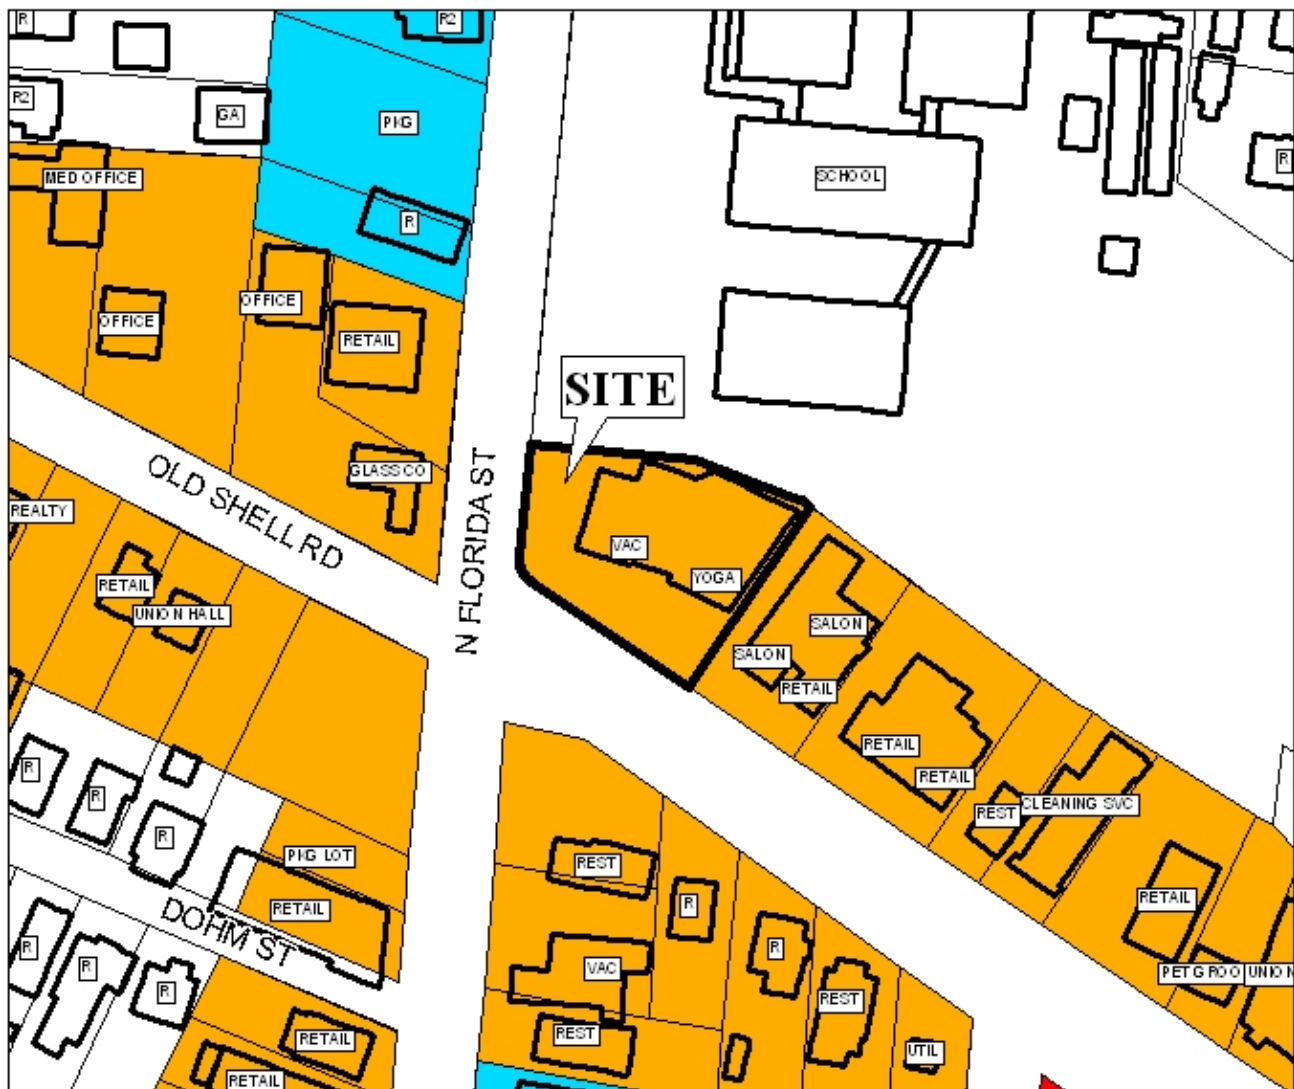 R
R2
R2
GA
PKG
MED OFFICE
R
SCHOOL
R
OFFICE
OFFICE
RETAIL
SITE
OLD SHELL RD
GLASS CO
N FLORIDA ST
REALTY
VAC
YOGA
RETAIL
UNION HALL
SALON
SALON
RETAIL
RETAIL
RETAIL
REST
CLEANING SVC
R
R
R
PKG LOT
RETAIL
DOHM ST
REST
R
R
VAC
REST
REST
UTIL
RETAIL
PET GROO
UNION
R
R
R
RETAIL
RETAIL